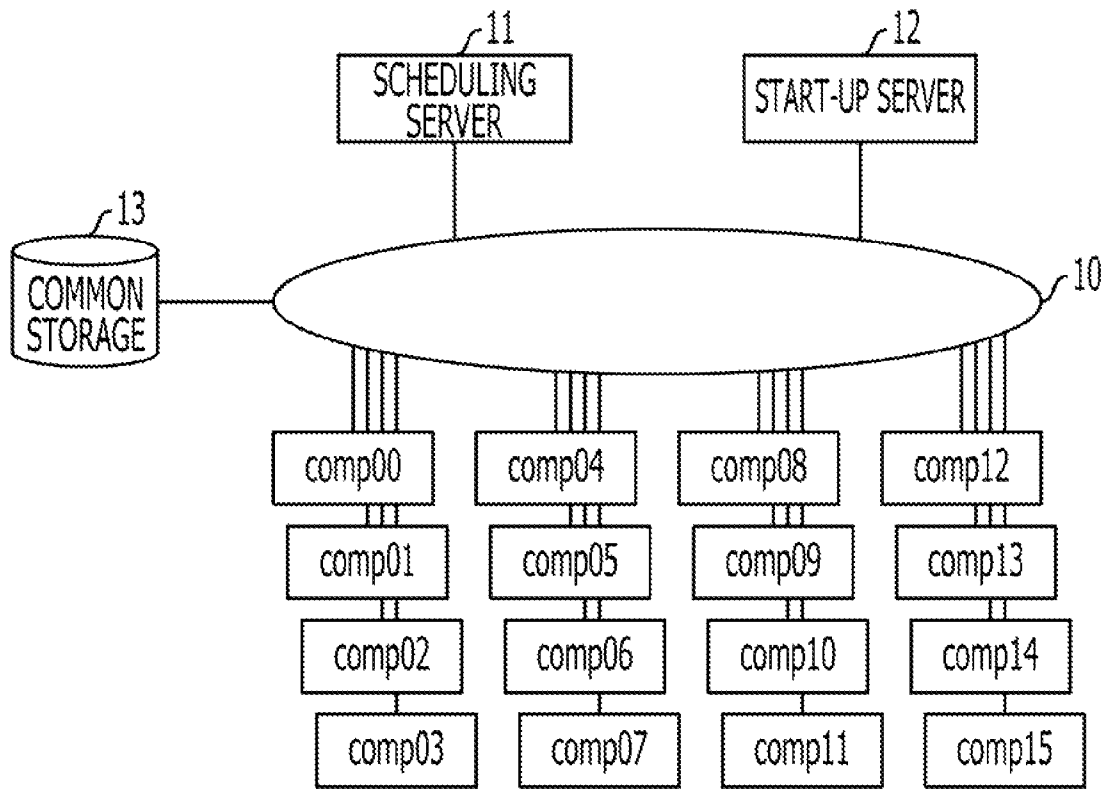 11
12
SCHEDULING
SERVER
START-UP SERVER
13
COMMON
STORAGE
10
comp00
comp04
comp08
comp12
comp01
comp05
comp09
comp13
comp02
comp06
comp10
comp14
comp03
comp07
comp11
comp15